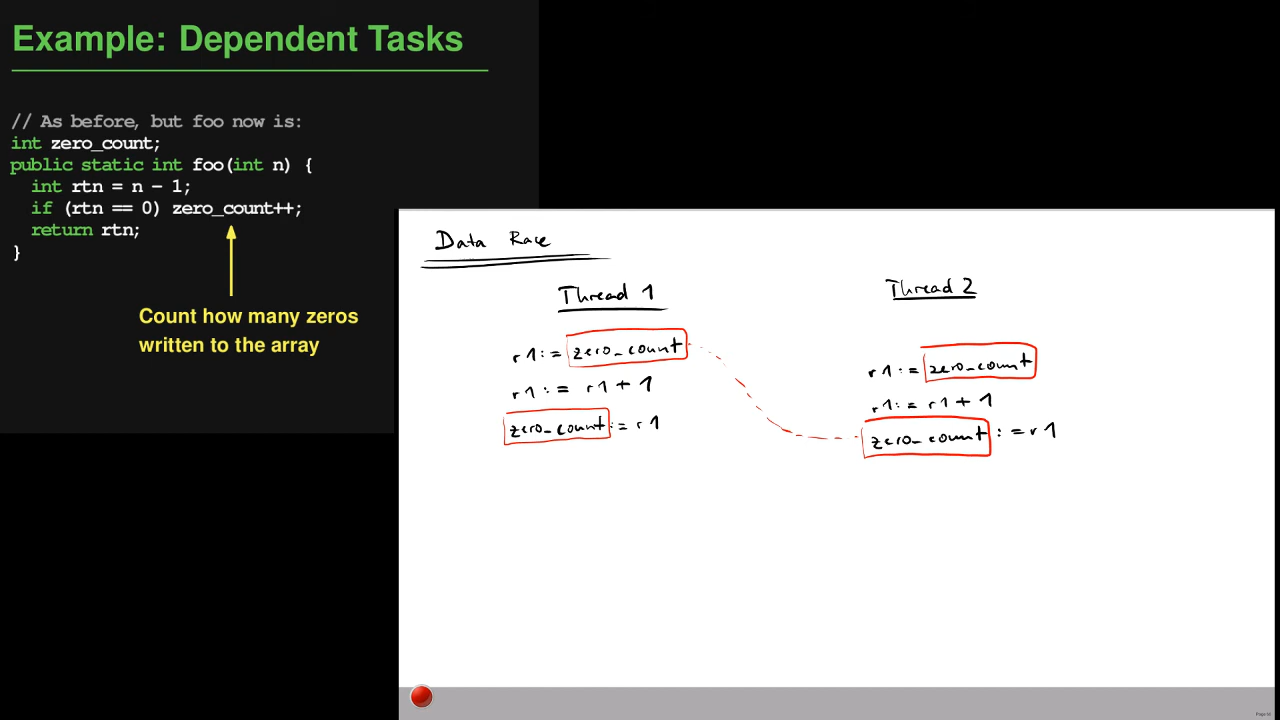 Example: Dependent Tasks
// As before, but foo now is:
int zero_count;
public static int foo(int n) {
int rtn = n - 1;
if (rtn == 0) zero_count++;
return rtn;
}
Count how many zeros
written to the array
Data Race
Thread 1
r1 := zero_count
r1 := r1 + 1
zero_count := r1
Thread 2
r1 := zero_count
r1 := r1 + 1
zero_count := r1